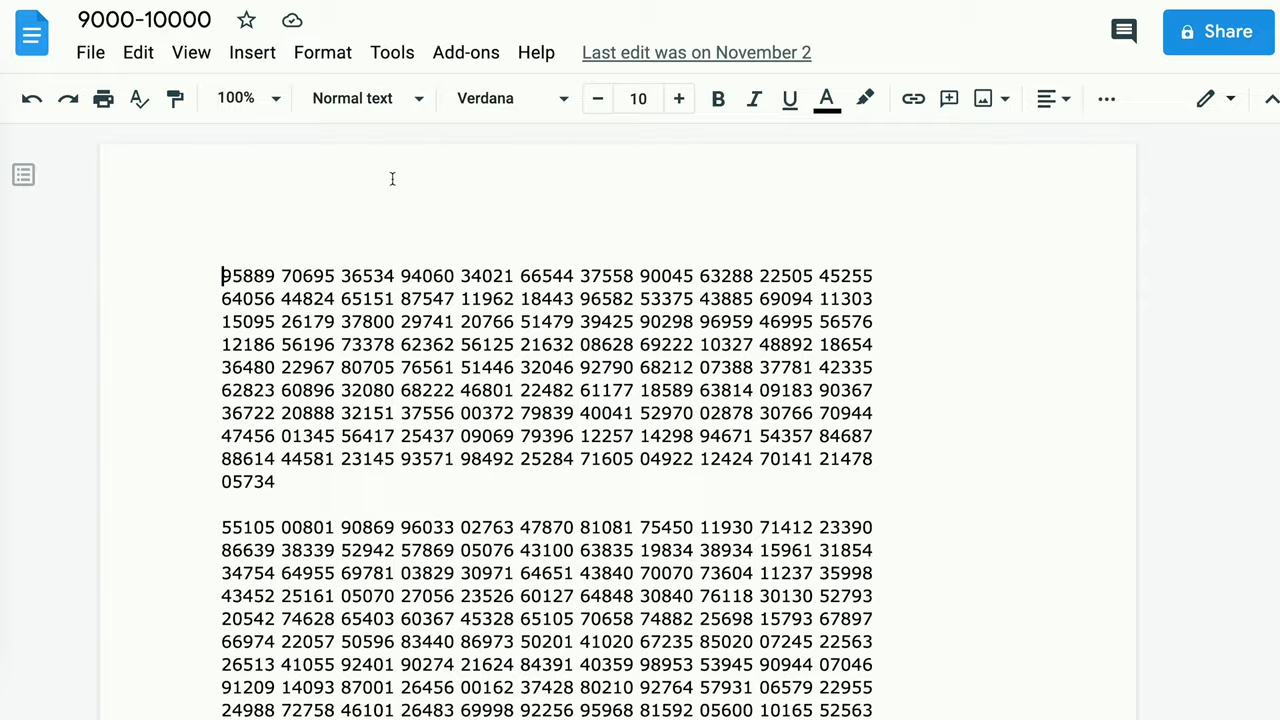 9000-10000
File Edit View Insert Format Tools Add-ons Help Last edit was on November 2
Share
100% Normal text Verdana 10 B I U A
95889 70695 36534 94060 34021 66544 37558 90045 63288 22505 45255
64056 44824 65151 87547 11962 18443 96582 53375 43885 69094 11303
15095 26179 37800 29741 20766 51479 39425 90298 96959 46995 56576
12186 56196 73378 62362 56125 21632 08628 69222 10327 48892 18654
36480 22967 80705 76561 51446 32046 92790 68212 07388 37781 42335
62823 60896 32080 68222 46801 22482 61177 18589 63814 09183 90367
36722 20888 32151 37556 00372 79839 40041 52970 02878 30766 70944
47456 01345 56417 25437 09069 79396 12257 14298 94671 54357 84687
88614 44581 23145 93571 98492 25284 71605 04922 12424 70141 21478
05734
55105 00801 90869 96033 02763 47870 81081 75450 11930 71412 23390
86639 38339 52942 57869 05076 43100 63835 19834 38934 15961 31854
34754 64955 69781 03829 30971 64651 43840 70070 73604 11237 35998
43452 25161 05070 27056 23526 60127 64848 30840 76118 30130 52793
20542 74628 65403 60367 45328 65105 70658 74882 25698 15793 67897
66974 22057 50596 83440 86973 50201 41020 67235 85020 07245 22563
26513 41055 92401 90274 21624 84391 40359 98953 53945 90944 07046
91209 14093 87001 26456 00162 37428 80210 92764 57931 06579 22955
24988 72758 46101 26483 69998 92256 95968 81592 05600 10165 52563